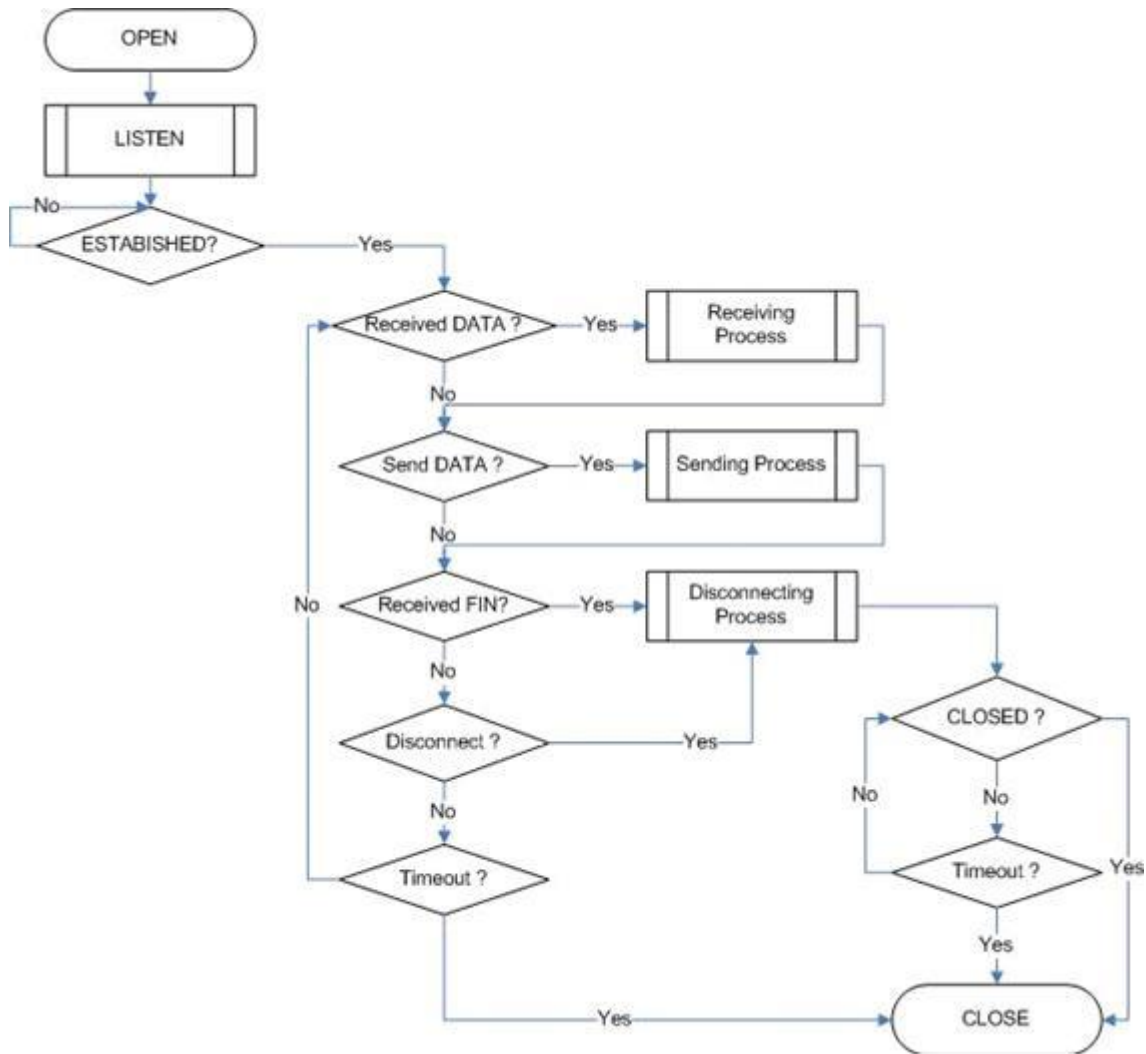 OPEN
LISTEN
No
ESTABISHED?
Yes
Received DATA ?
Yes
Receiving
Process
No
Send DATA ?
Yes
Sending Process
No
No
Received FIN?
Yes
Disconnecting
Process
No
Disconnect ?
Yes
CLOSED ?
No
No
No
Timeout ?
Timeout ?
Yes
Yes
Yes
CLOSE